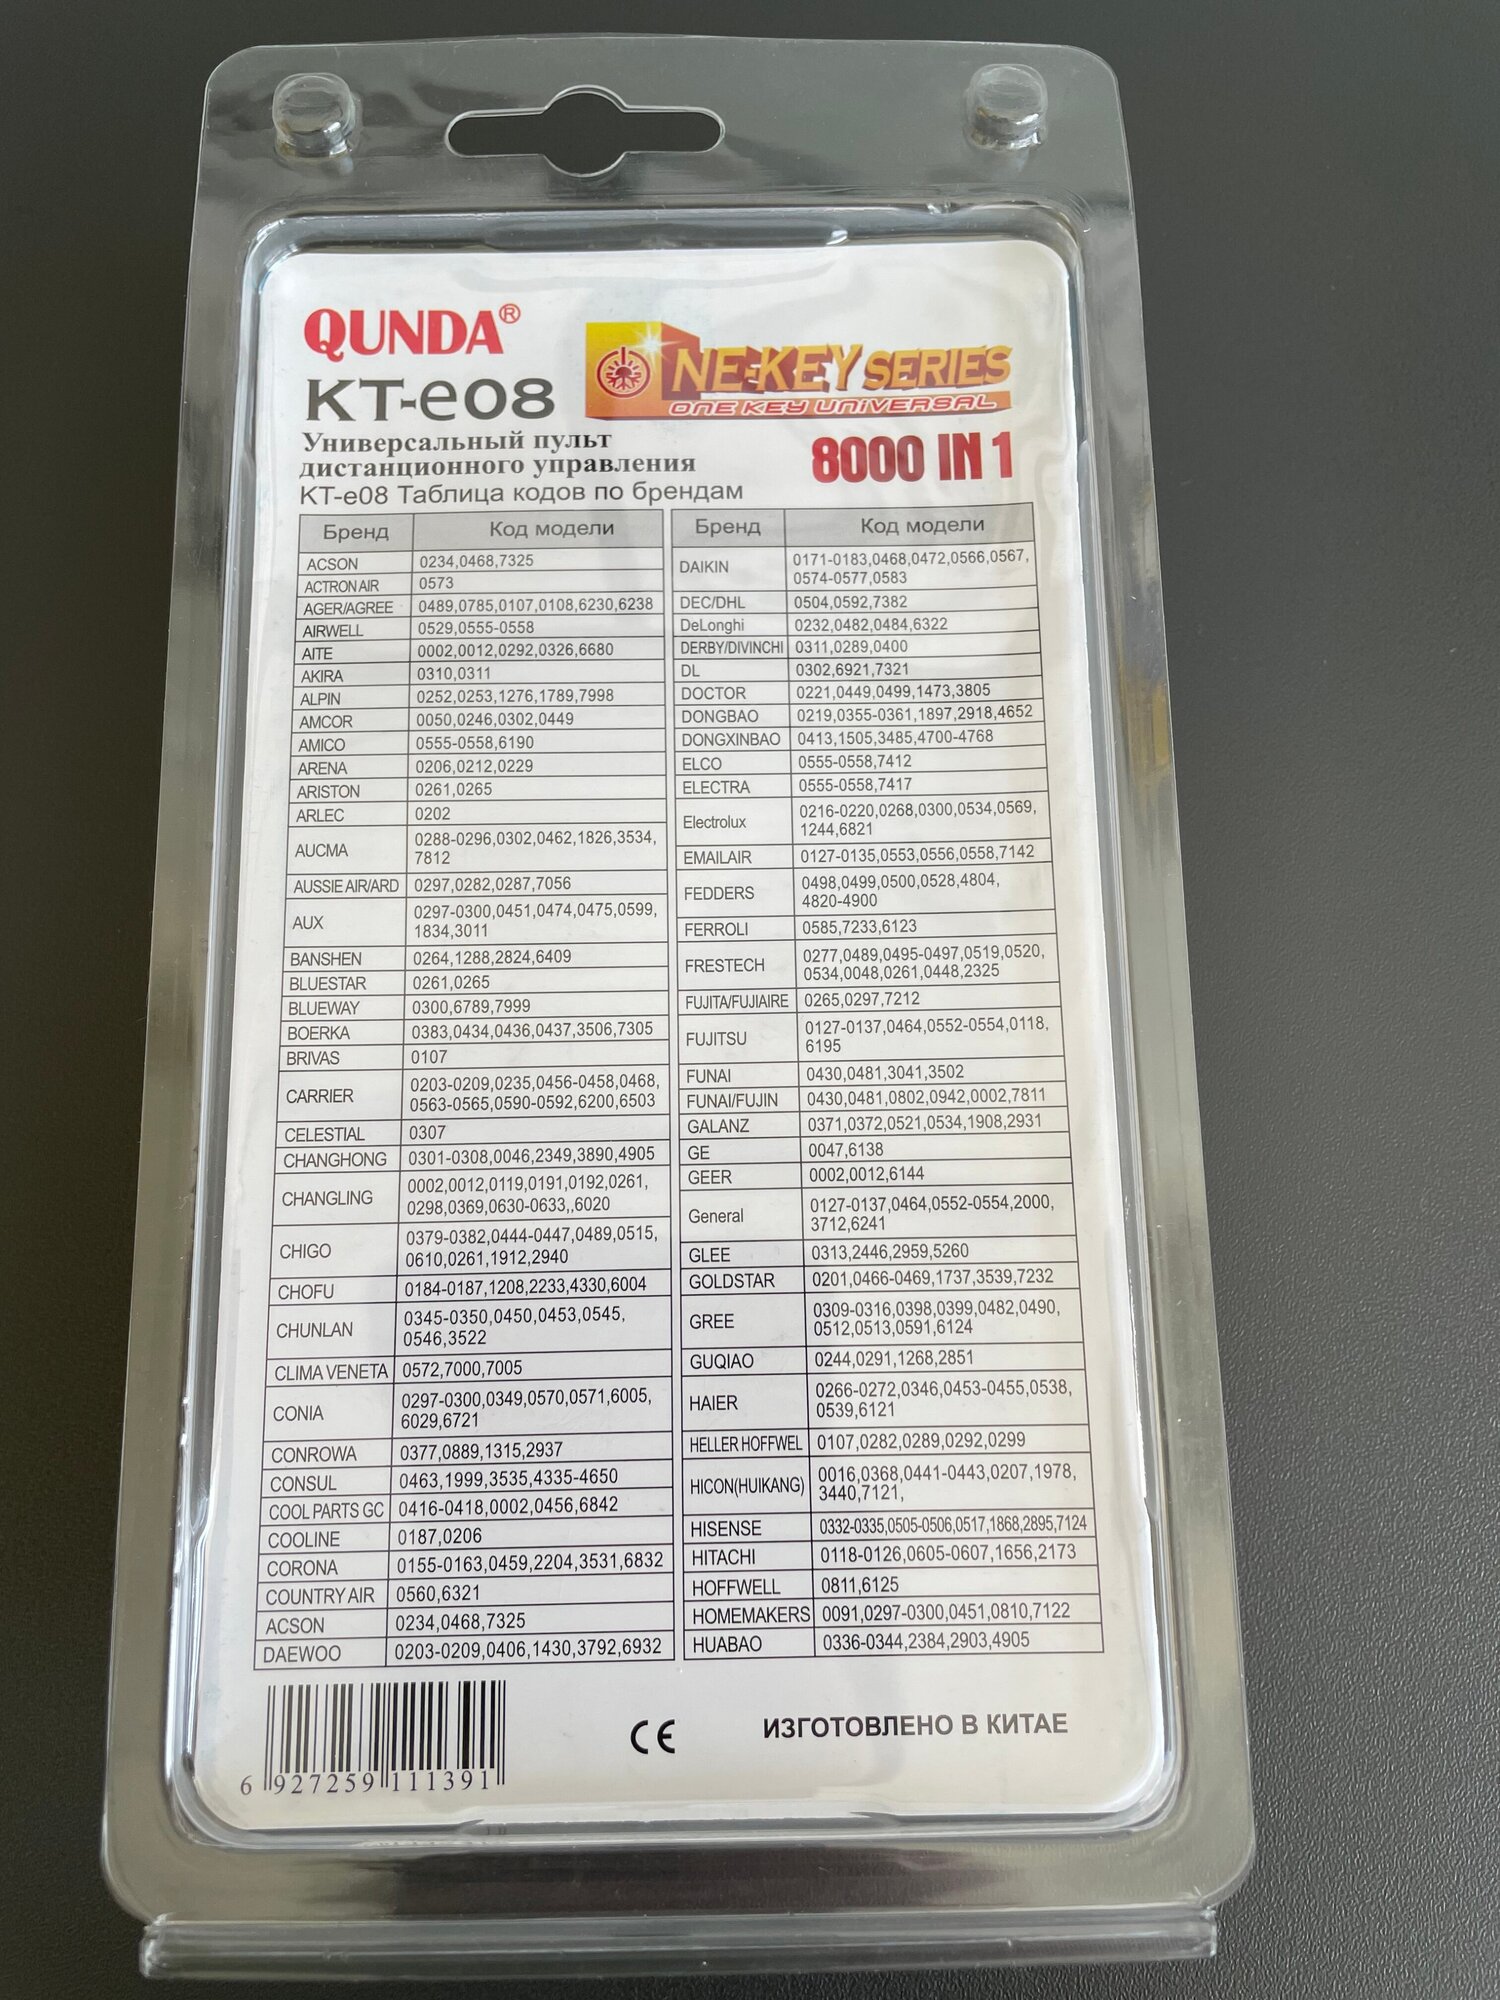 QUNDA®
KT-e08
ONE-KEY SERIES
ONE KEY UNIVERSAL
Универсальный пульт
дистанционного управления
8000 IN 1
KT-e08 Таблица кодов по брендам
Бренд Код модели
ACSON 0234,0468,7325
ACTRON AIR 0573
AGER/AGREE 0489,0785,0107,0108,6230,6238
AIRWELL 0529,0555-0558
AITE 0002,0012,0292,0326,6680
AKIRA 0310,0311
ALPIN 0252,0253,1276,1789,7998
AMCOR 0050,0246,0302,0449
AMICO 0555-0558,6190
ARENA 0206,0212,0229
ARISTON 0261,0265
ARLEC 0202
AUCMA 0288-0296,0302,0462,1826,3534,
7812
AUSSIE AIR/ARD 0297,0282,0287,7056
AUX 0297-0300,0451,0474,0475,0599,
1834,3011
BANSHEN 0264,1288,2824,6409
BLUESTAR 0261,0265
BLUEWAY 0300,6789,7999
BOERKA 0383,0434,0436,0437,3506,7305
BRIVAS 0107
CARRIER 0203-0209,0235,0456-0458,0468,
0563-0565,0590-0592,6200,6503
CELESTIAL 0307
CHANGHONG 0301-0308,0046,2349,3890,4905
CHANGLING 0002,0012,0119,0191,0192,0261,
0298,0369,0630-0633,,6020
CHIGO 0379-0382,0444-0447,0489,0515,
0610,0261,1912,2940
CHOFU 0184-0187,1208,2233,4330,6004
CHUNLAN 0345-0350,0450,0453,0545,
0546,3522
CLIMA VENETA 0572,7000,7005
CONIA 0297-0300,0349,0570,0571,6005,
6029,6721
CONROWA 0377,0889,1315,2937
CONSUL 0463,1999,3535,4335-4650
COOL PARTS GC 0416-0418,0002,0456,6842
COOLINE 0187,0206
CORONA 0155-0163,0459,2204,3531,6832
COUNTRY AIR 0560,6321
ACSON 0234,0468,7325
DAEWOO 0203-0209,0406,1430,3792,6932
Бренд Код модели
DAIKIN 0171-0183,0468,0472,0566,0567,
0574-0577,0583
DEC/DHL 0504,0592,7382
DeLonghi 0232,0482,0484,6322
DERBY/DIVINCHI 0311,0289,0400
DL 0302,6921,7321
DOCTOR 0221,0449,0499,1473,3805
DONGBAO 0219,0355-0361,1897,2918,4652
DONGXINBAO 0413,1505,3485,4700-4768
ELCO 0555-0558,7412
ELECTRA 0555-0558,7417
Electrolux 0216-0220,0268,0300,0534,0569,
1244,6821
EMAILAIR 0127-0135,0553,0556,0558,7142
FEDDERS 0498,0499,0500,0528,4804,
4820-4900
FERROLI 0585,7233,6123
FRESTECH 0277,0489,0495-0497,0519,0520,
0534,0048,0261,0448,2325
FUJITA/FUJIAIRE 0265,0297,7212
FUJITSU 0127-0137,0464,0552-0554,0118,
6195
FUNAI 0430,0481,3041,3502
FUNAI/FUJIN 0430,0481,0802,0942,0002,7811
GALANZ 0371,0372,0521,0534,1908,2931
GE 0047,6138
GEER 0002,0012,6144
General 0127-0137,0464,0552-0554,2000,
3712,6241
GLEE 0313,2446,2959,5260
GOLDSTAR 0201,0466-0469,1737,3539,7232
GREE 0309-0316,0398,0399,0482,0490,
0512,0513,0591,6124
GUQIAO 0244,0291,1268,2851
HAIER 0266-0272,0346,0453-0455,0538,
0539,6121
HELLER HOFFWEL 0107,0282,0289,0292,0299
HICON(HUIKANG) 0016,0368,0441-0443,0207,1978,
3440,7121,
HISENSE 0332-0335,0505-0506,0517,1868,2895,7124
HITACHI 0118-0126,0605-0607,1656,2173
HOFFWELL 0811,6125
HOMEMAKERS 0091,0297-0300,0451,0810,7122
HUABAO 0336-0344,2384,2903,4905
6 927259 111391
CE
ИЗГОТОВЛЕНО В КИТАЕ